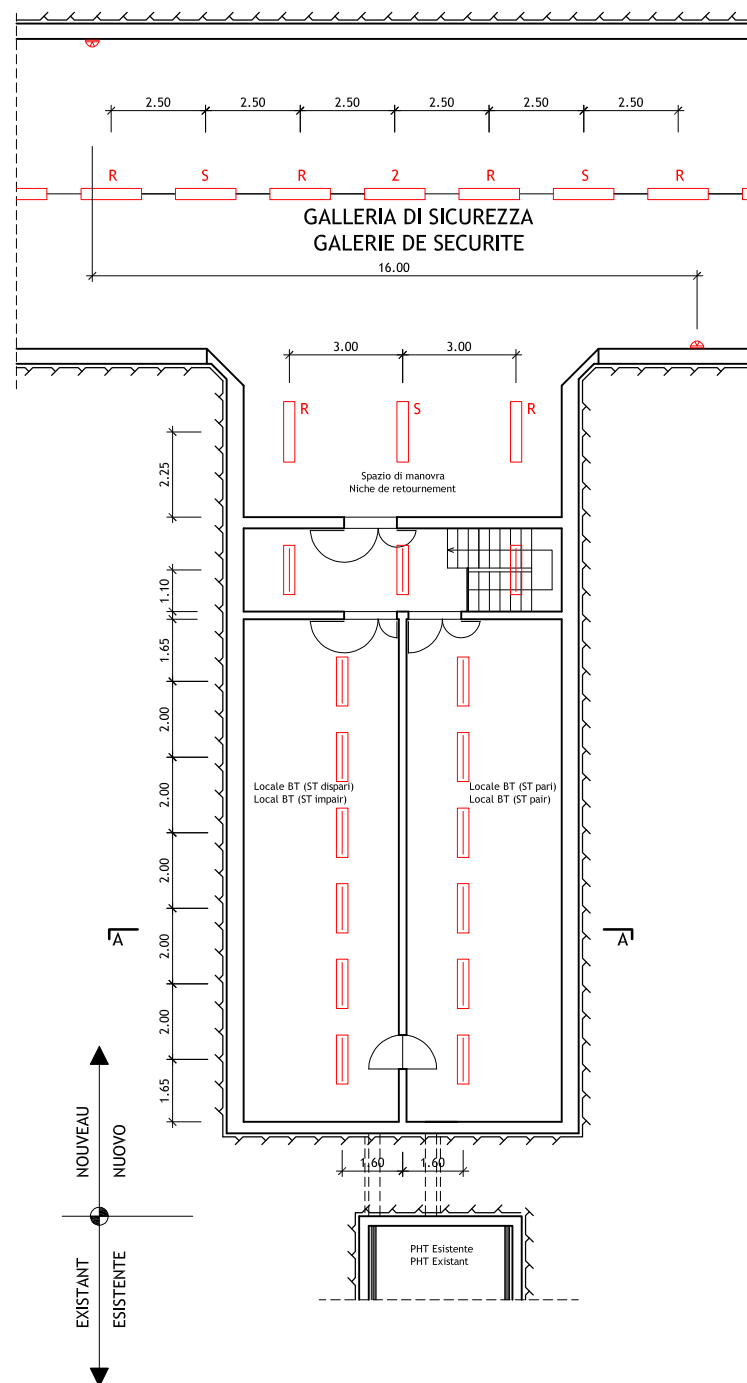 2.50 2.50 2.50 2.50 2.50 2.50
R S R 2 R S R
GALLERIA DI SICUREZZA
GALERIE DE SECURITE
16.00
3.00 3.00
R S R
2.25
Spazio di manovra
Niche de retournement
1.10
1.65
2.00
2.00
2.00
2.00
2.00
1.65
Locale BT (ST dispari)
Local BT (ST impair)
Locale BT (ST pari)
Local BT (ST pair)
A A
1.60 1.60
NOUVEAU
NUOVO
EXISTANT
ESISTENTE
PHT Esistente
PHT Existant